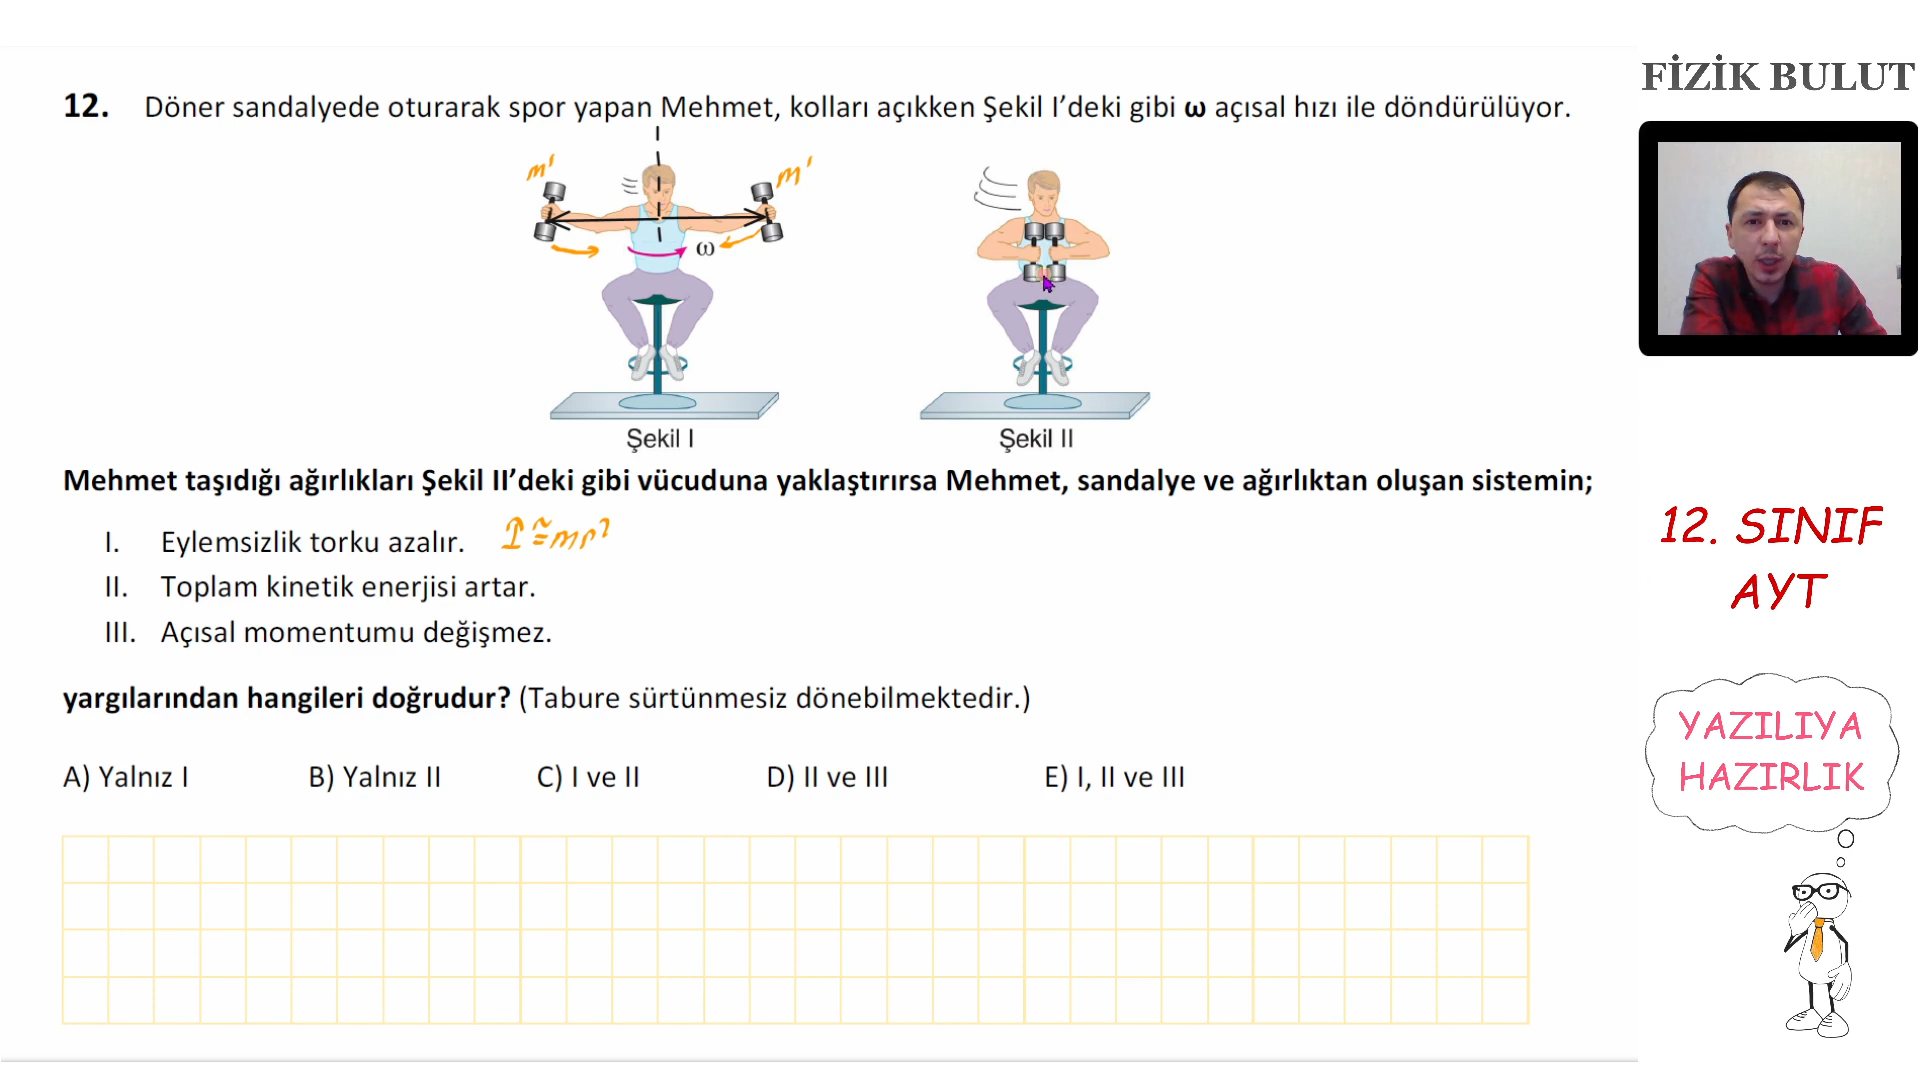 FİZİK BULUT
12. Döner sandalyede oturarak spor yapan Mehmet, kolları açıkken Şekil I’deki gibi ω açısal hızı ile döndürülüyor.
m'
m'
ω
Şekil I
Şekil II
Mehmet taşıdığı ağırlıkları Şekil II’deki gibi vücuduna yaklaştırırsa Mehmet, sandalye ve ağırlıktan oluşan sistemin;
I. Eylemsizlik torku azalır.
II. Toplam kinetik enerjisi artar.
III. Açısal momentumu değişmez.
yargılarından hangileri doğrudur? (Tabure sürtünmesiz dönebilmektedir.)
A) Yalnız I B) Yalnız II C) I ve II D) II ve III E) I, II ve III
12. SINIF
AYT
YAZILIYA
HAZIRLIK